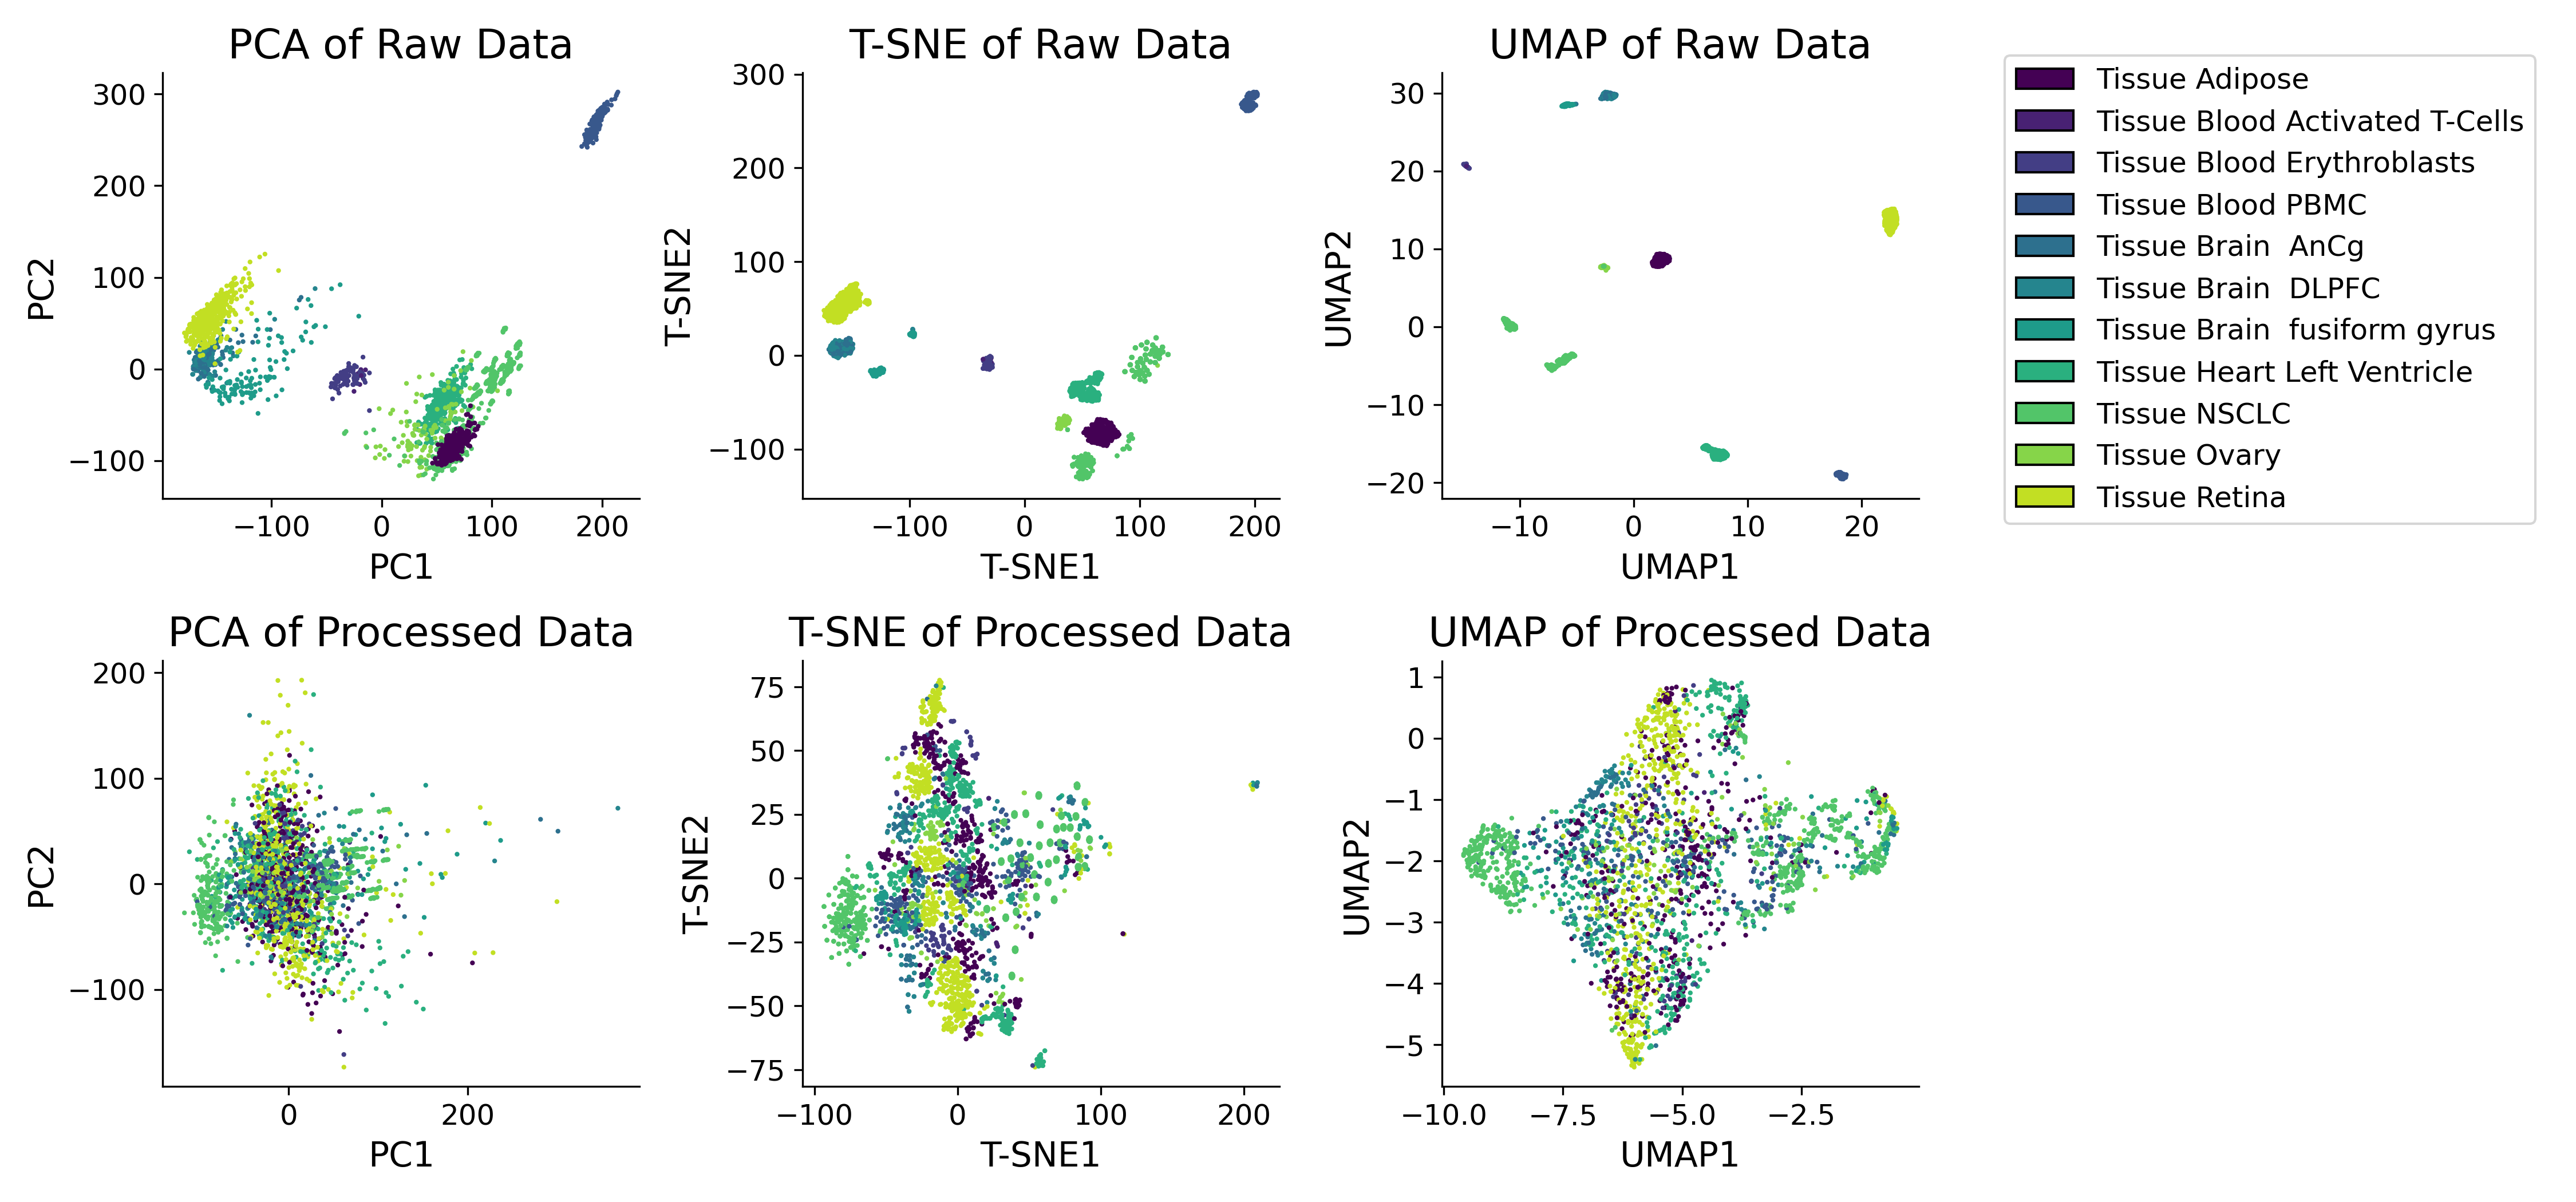 PCA of Raw Data
300
200
100
0
−100
PC2
−100
0
100
200
PC1
T-SNE of Raw Data
300
200
100
0
−100
T-SNE2
−100
0
100
200
T-SNE1
UMAP of Raw Data
30
20
10
0
−10
−20
UMAP2
−10
0
10
20
UMAP1
Tissue Adipose
Tissue Blood Activated T-Cells
Tissue Blood Erythroblasts
Tissue Blood PBMC
Tissue Brain  AnCg
Tissue Brain  DLPFC
Tissue Brain  fusiform gyrus
Tissue Heart Left Ventricle
Tissue NSCLC
Tissue Ovary
Tissue Retina
PCA of Processed Data
200
100
0
−100
PC2
0
200
PC1
T-SNE of Processed Data
75
50
25
0
−25
−50
−75
T-SNE2
−100
0
100
200
T-SNE1
UMAP of Processed Data
1
0
−1
−2
−3
−4
−5
UMAP2
−10.0
−7.5
−5.0
−2.5
UMAP1